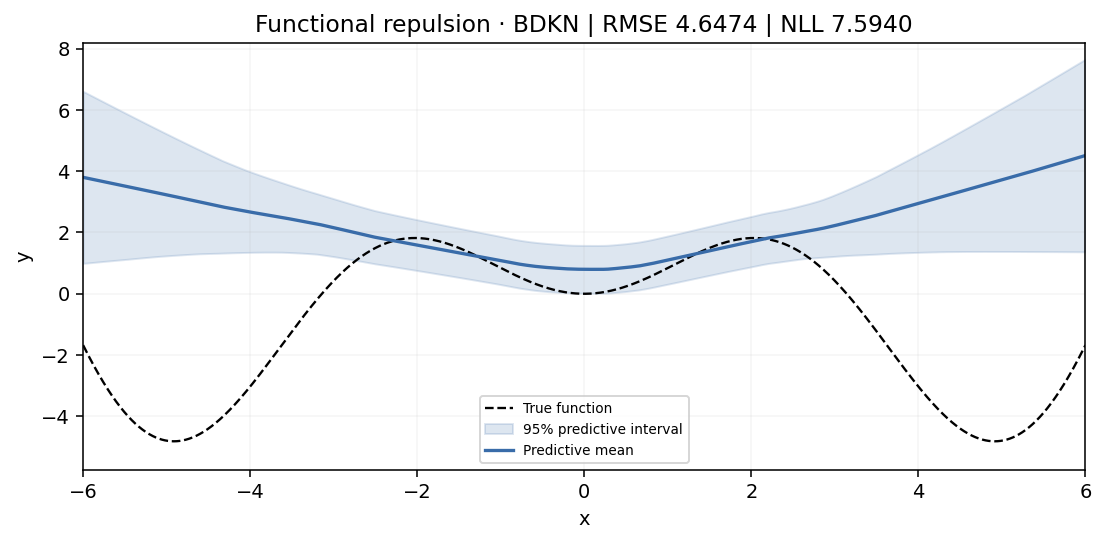 Functional repulsion · BDKN | RMSE 4.6474 | NLL 7.5940
y
8
6
4
2
0
−2
−4
True function
95% predictive interval
Predictive mean
−6 −4 −2 0 2 4 6
x